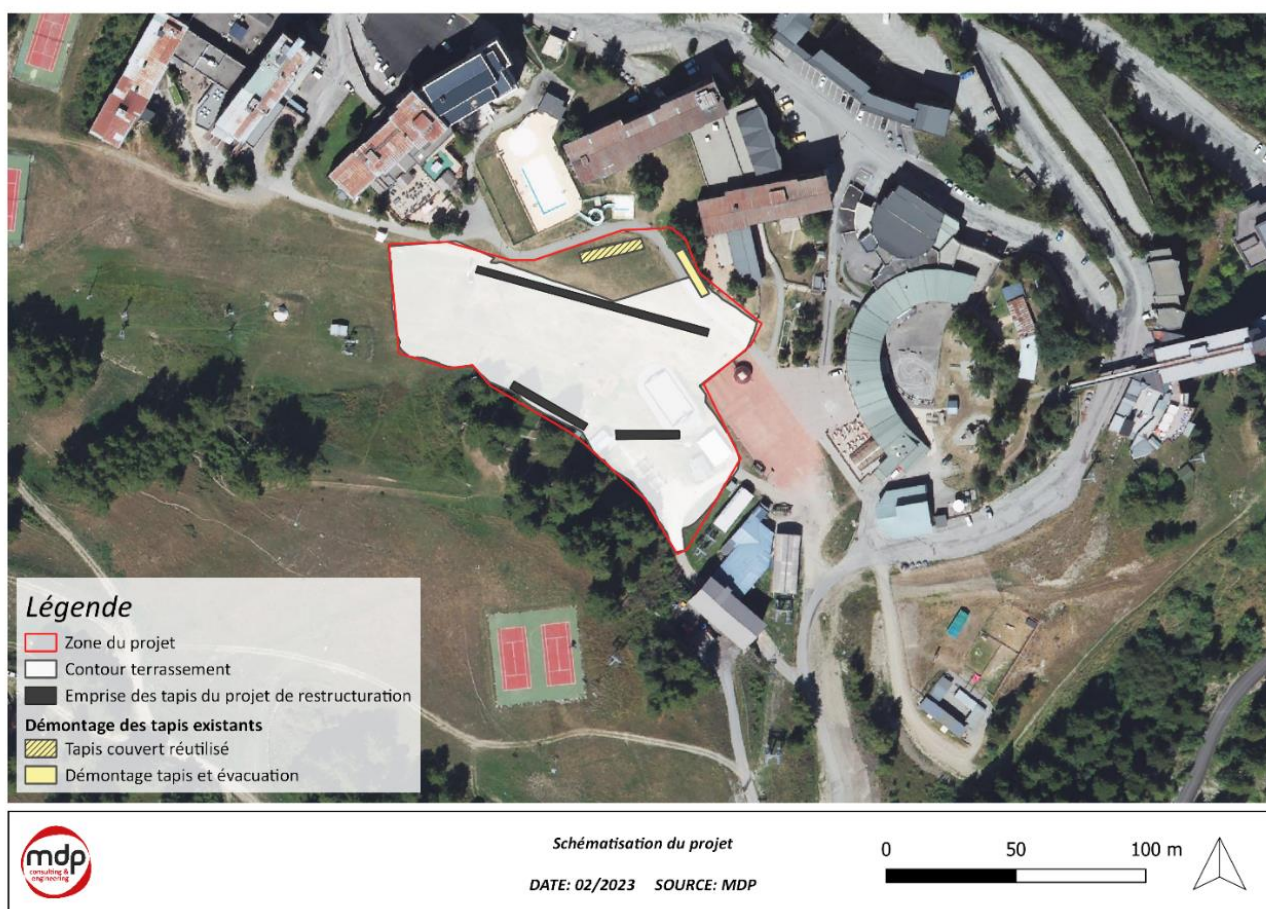 Légende
Zone du projet
Contour terrassement
Emprise des tapis du projet de restructuration
Démontage des tapis existants
Tapis couvert réutilisé
Démontage tapis et évacuation
mdp
consulting &
engineering
Schématisation du projet
DATE: 02/2023 SOURCE: MDP
0 50 100 m